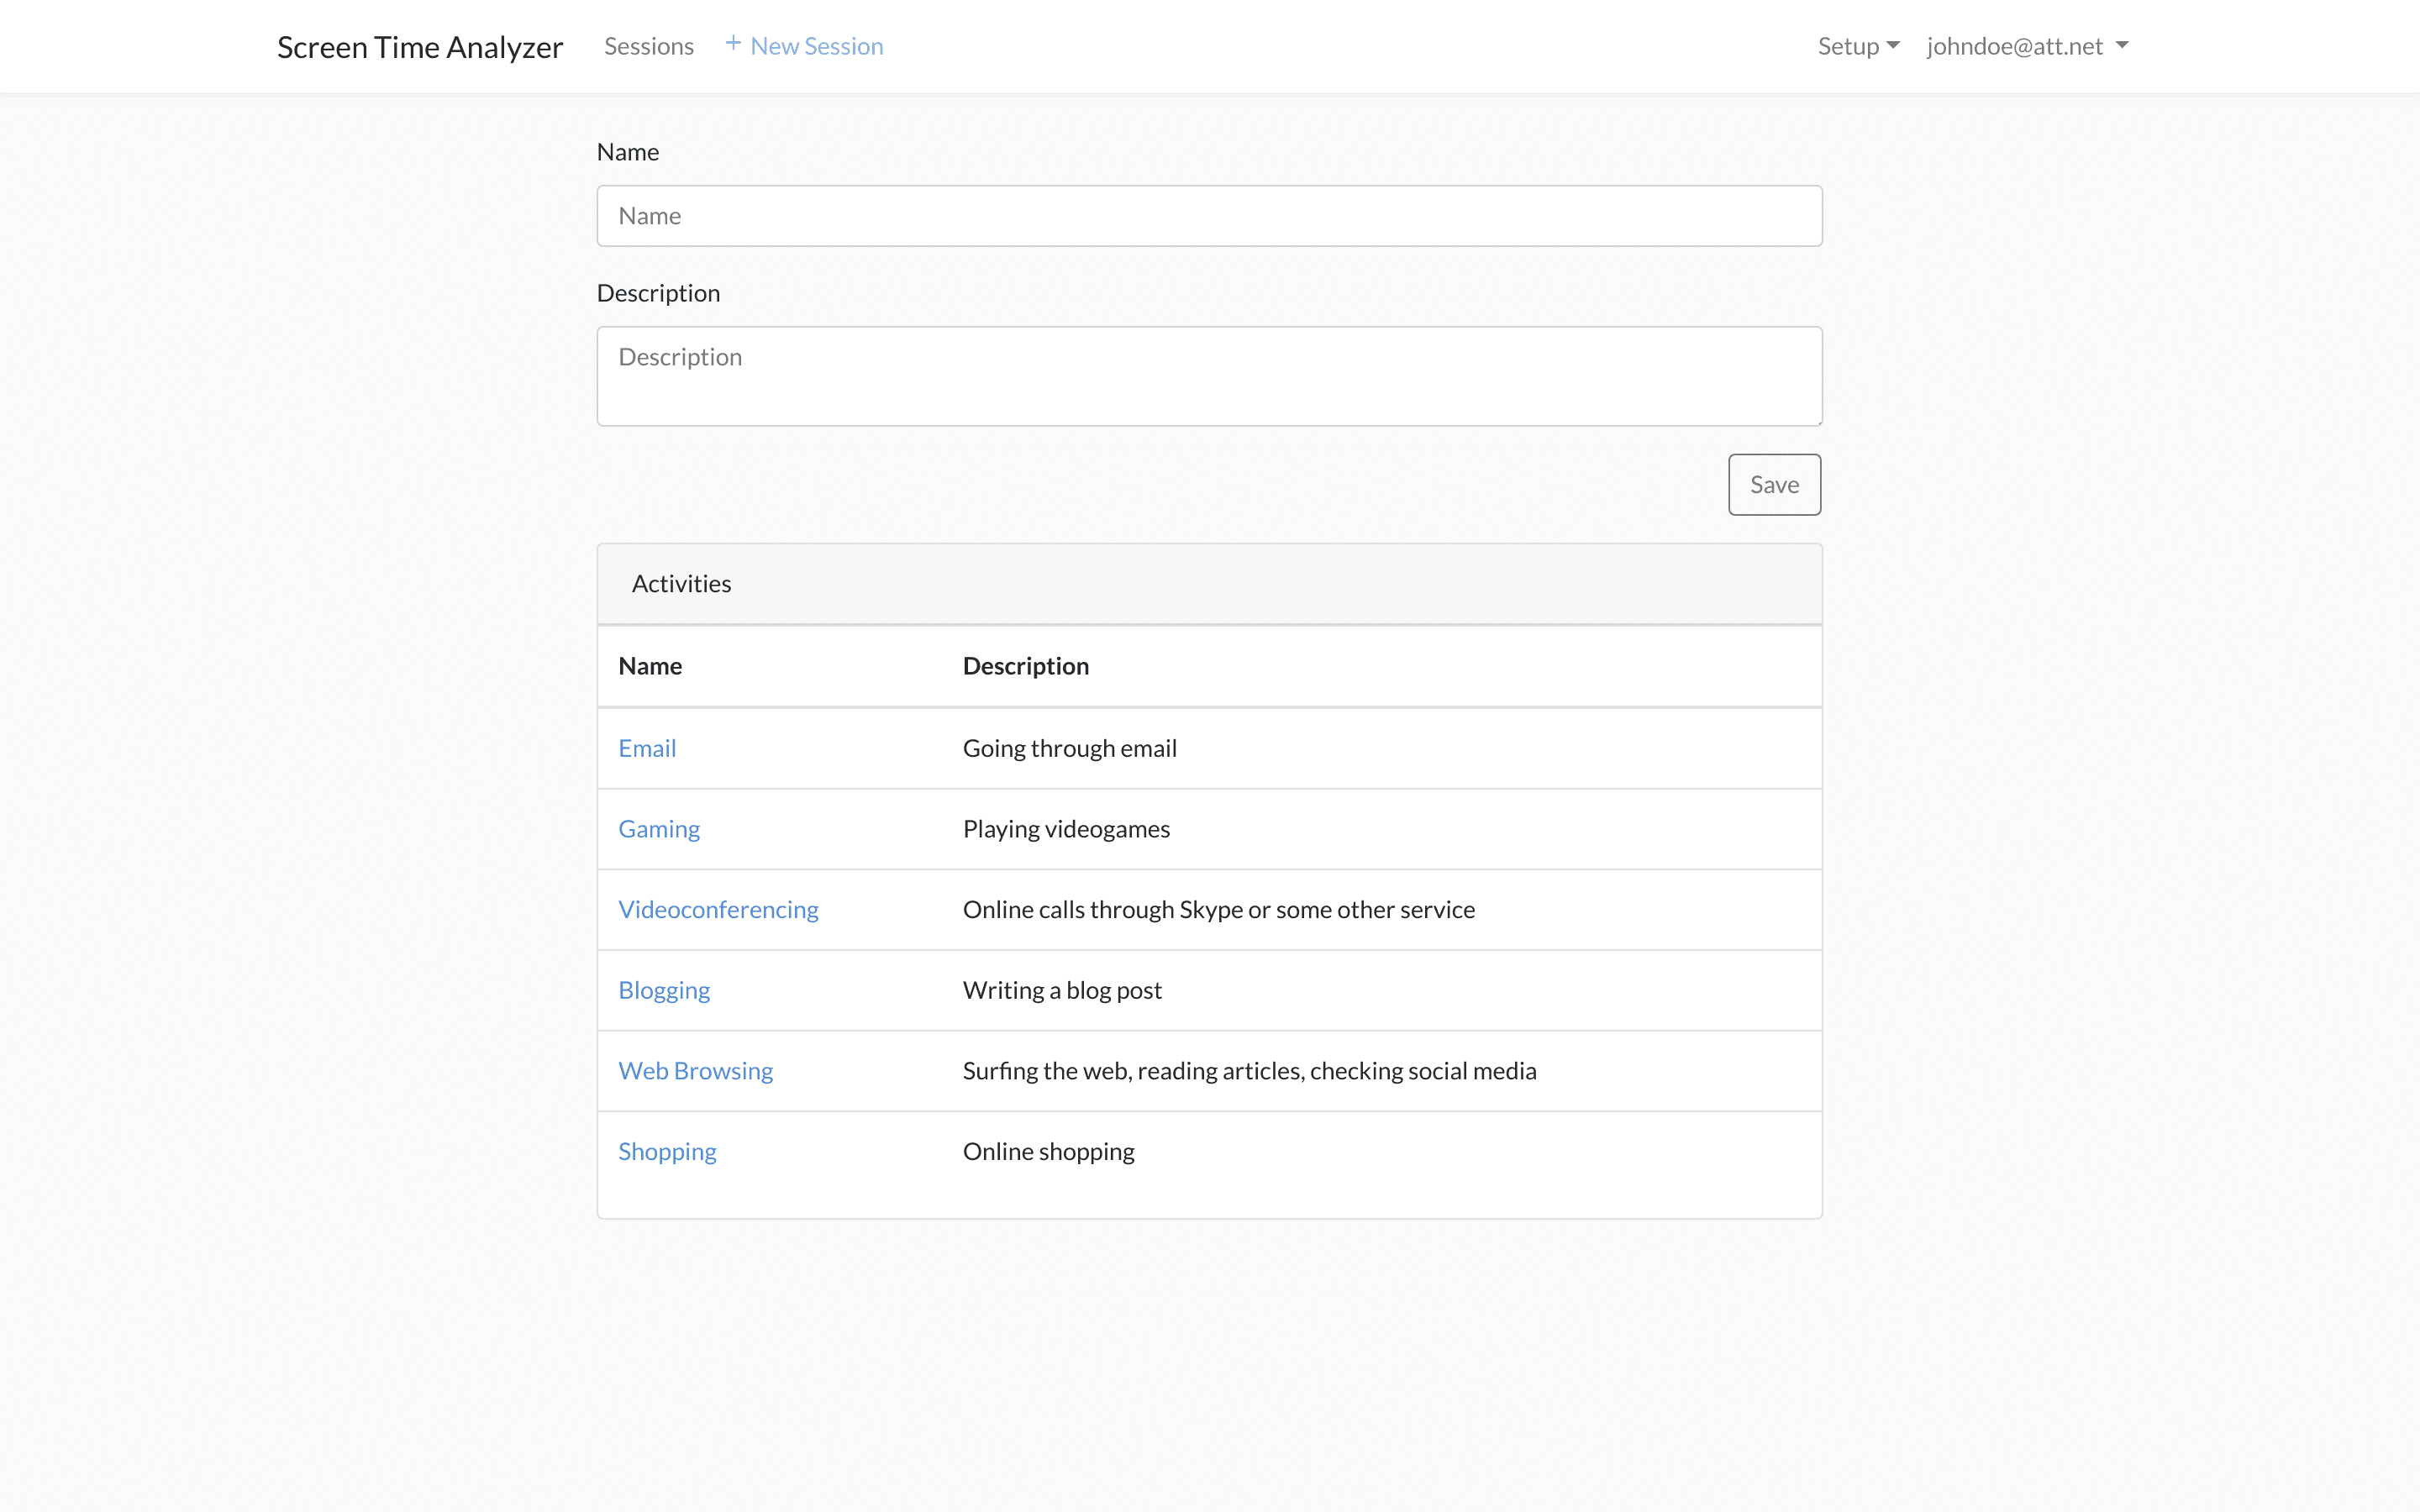 Screen Time Analyzer Sessions + New Session Setup johndoe@att.net
Name
Name
Description
Description
Save
Activities
Name Description
Email Going through email
Gaming Playing videogames
Videoconferencing Online calls through Skype or some other service
Blogging Writing a blog post
Web Browsing Surfing the web, reading articles, checking social media
Shopping Online shopping